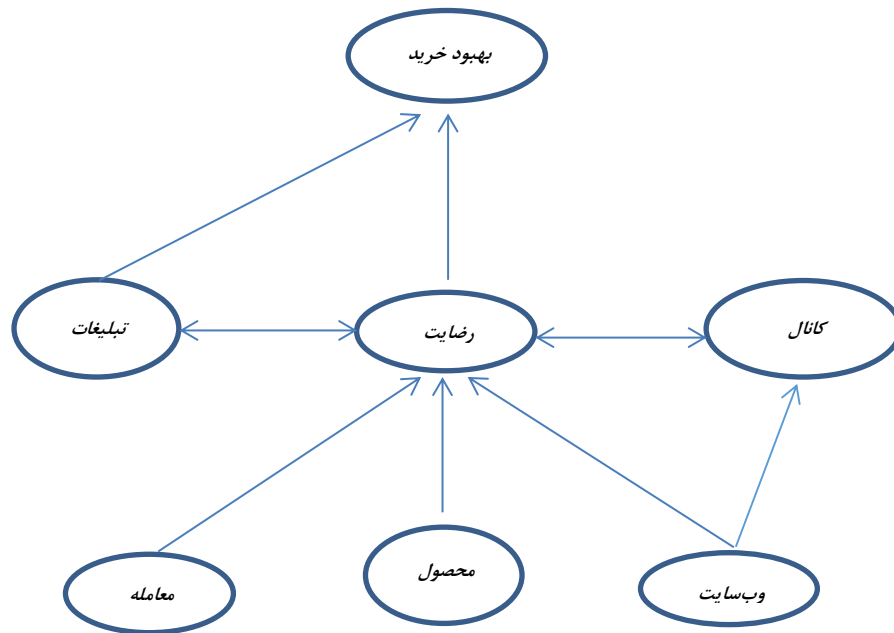 بهبود خرید
تبلیغات
رضایت
کانال
معامله
محصول
وب‌سایت